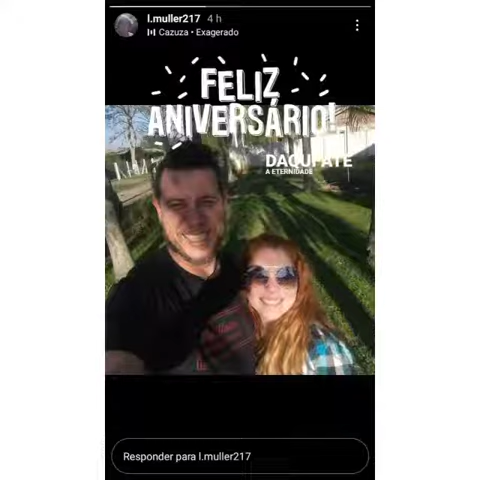 l.muller217 4 h
Cazuza • Exagerado
FELIZ
ANIVERSÁRIO!
DAQUI ATÉ
A ETERNIDADE
Responder para l.muller217